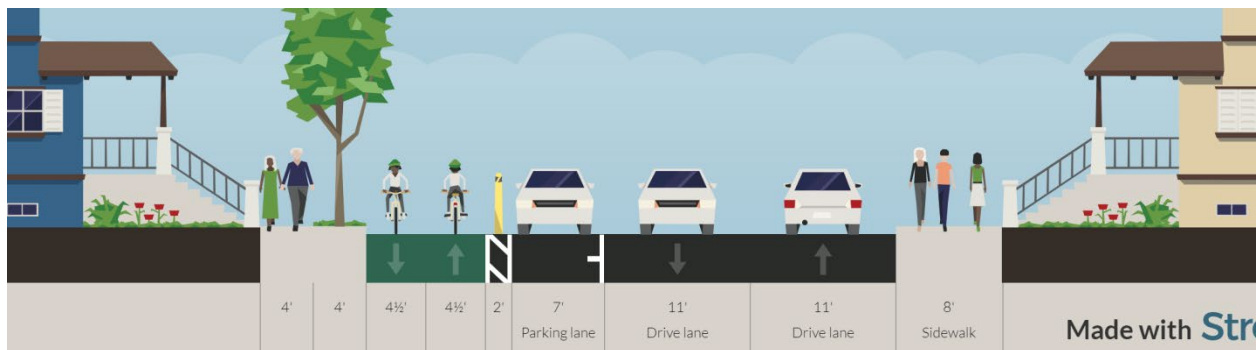 4'
4'
4½'
4½'
2'
7'
11'
11'
8'
Parking lane
Drive lane
Drive lane
Sidewalk
Made with